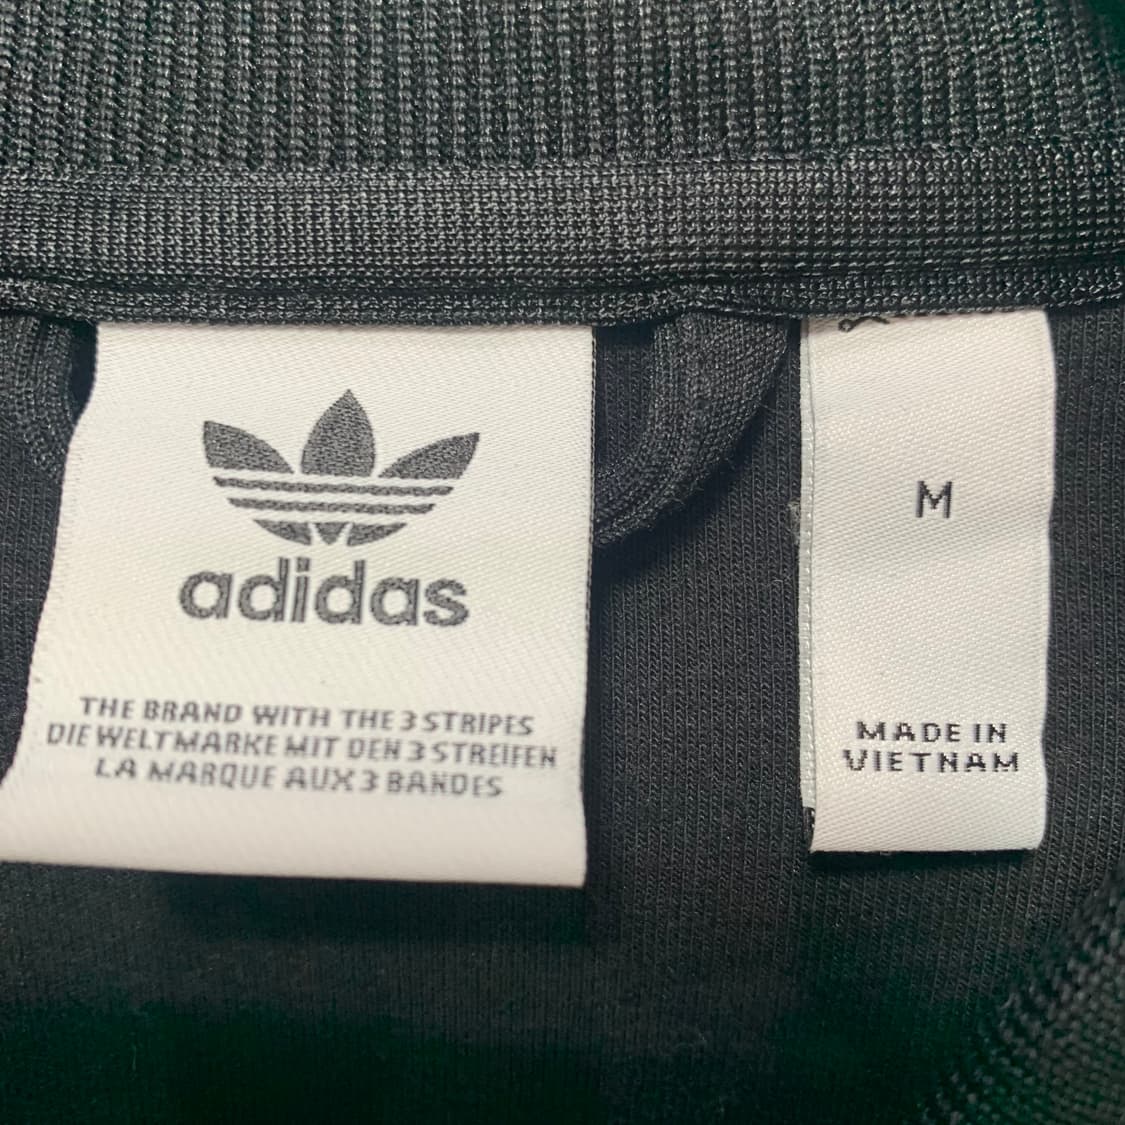 adidas
THE BRAND WITH THE 3 STRIPES
DIE WELTMARKE MIT DEN 3 STREIFEN
LA MARQUE AUX 3 BANDES
M
MADE IN
VIETNAM